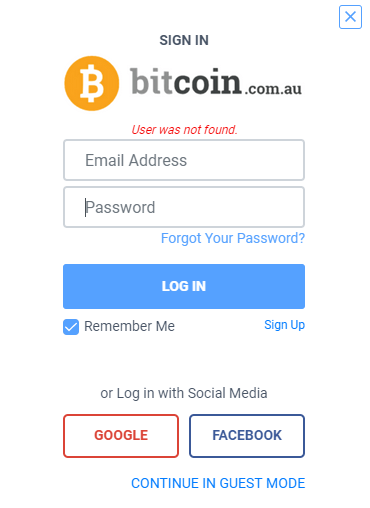 SIGN IN
bitcoin.com.au
User was not found.
Email Address
Password
Forgot Your Password?
LOG IN
Remember Me Sign Up
or Log in with Social Media
GOOGLE FACEBOOK
CONTINUE IN GUEST MODE